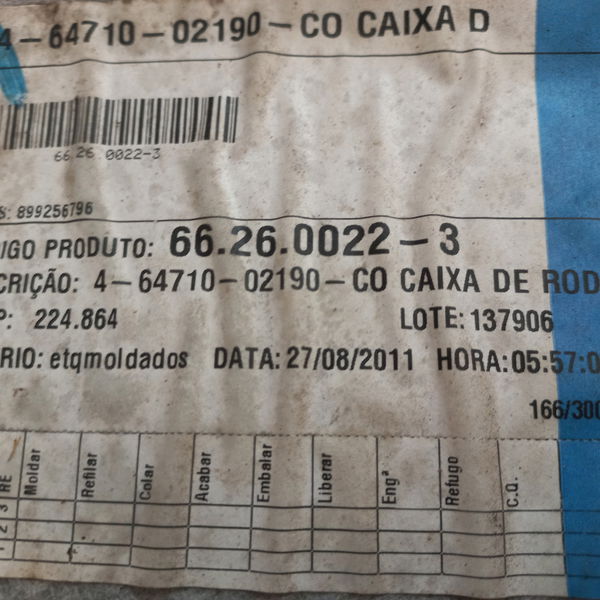 4-64710-02190-CO CAIXA D
66.26.0022-3
S: 899256796
IGO PRODUTO: 66.26.0022-3
CRIÇÃO: 4-64710-02190-CO CAIXA DE ROD
P: 224.864 LOTE: 137906
RIO: etqmoldados DATA: 27/08/2011 HORA: 05:57:0
166/300
RE Moldar Refilar Colar Acabar Embalar Liberar Engª Refugo C.Q.
3
2
1